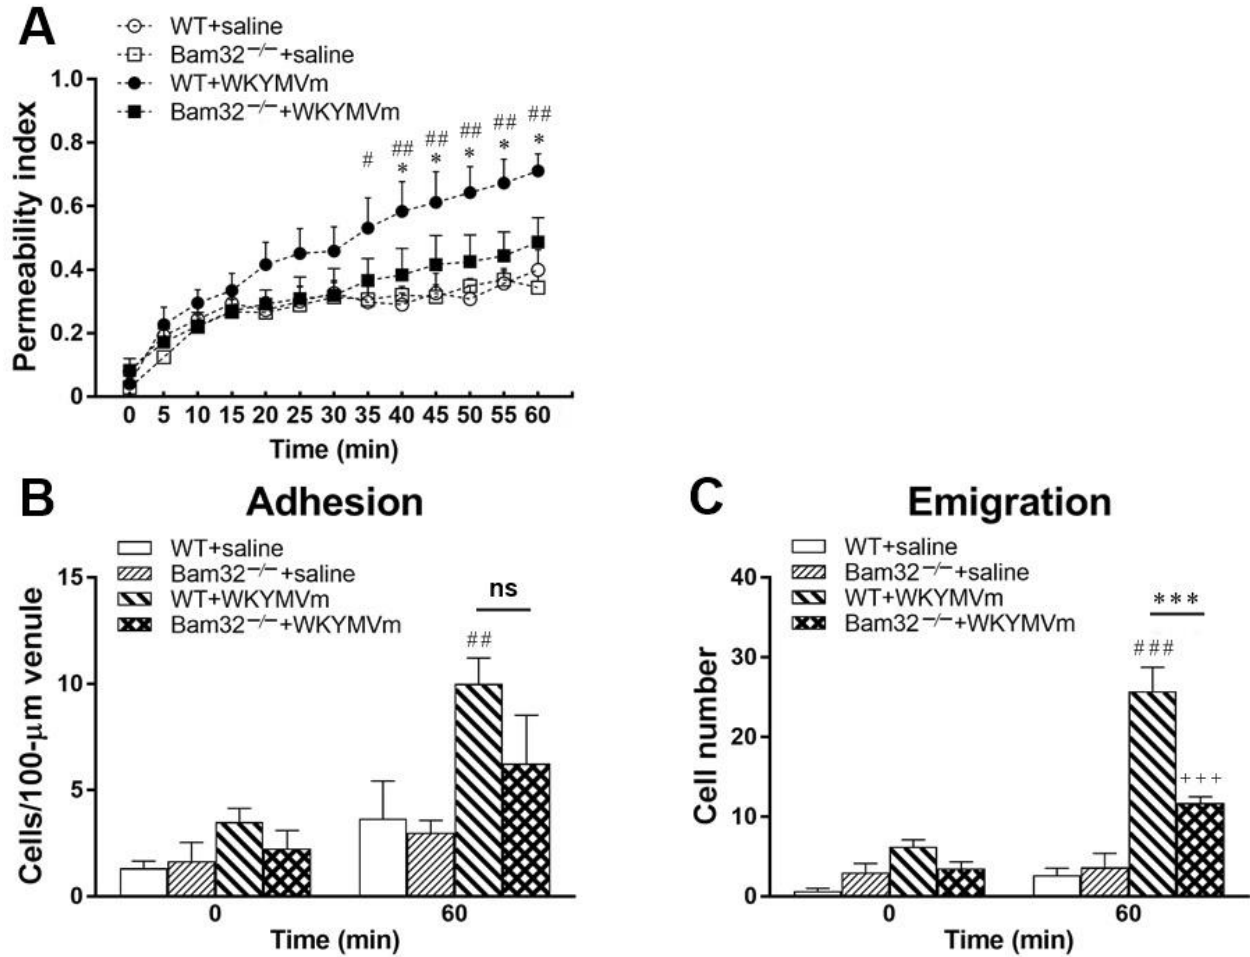 A
WT+saline
Bam32−/−+saline
WT+WKYMVm
Bam32−/−+WKYMVm
Permeability index
1.0
0.8
0.6
0.4
0.2
0
# ## ## ## ## ##
* * * * *
0 5 10 15 20 25 30 35 40 45 50 55 60
Time (min)
B Adhesion
WT+saline
Bam32−/−+saline
WT+WKYMVm
Bam32−/−+WKYMVm
Cells/100-μm venule
15
10
5
0
ns
##
0 60
Time (min)
C Emigration
WT+saline
Bam32−/−+saline
WT+WKYMVm
Bam32−/−+WKYMVm
Cell number
40
30
20
10
0
***
###
+++
0 60
Time (min)